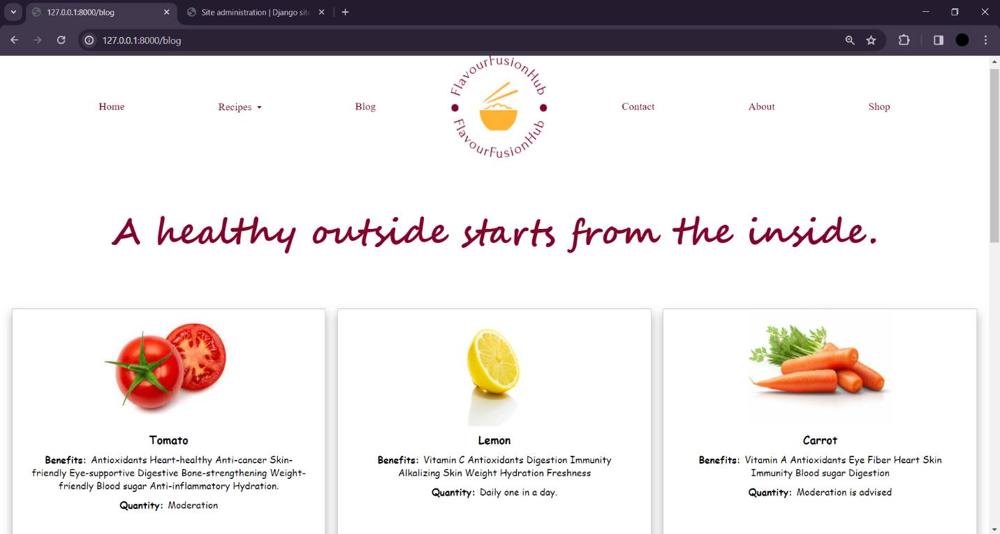 127.0.0.1:8000/blog
Site administration | Django sit
127.0.0.1:8000/blog
Home
Recipes
Blog
FlavourFusionHub
FlavourFusionHub
Contact
About
Shop
A healthy outside starts from the inside.
Tomato
Benefits: Antioxidants Heart-healthy Anti-cancer Skin-
friendly Eye-supportive Digestive Bone-strengthening Weight-
friendly Blood sugar Anti-inflammatory Hydration.
Quantity: Moderation
Lemon
Benefits: Vitamin C Antioxidants Digestion Immunity
Alkalizing Skin Weight Hydration Freshness
Quantity: Daily one in a day.
Carrot
Benefits: Vitamin A Antioxidants Eye Fiber Heart Skin
Immunity Blood sugar Digestion
Quantity: Moderation is advised